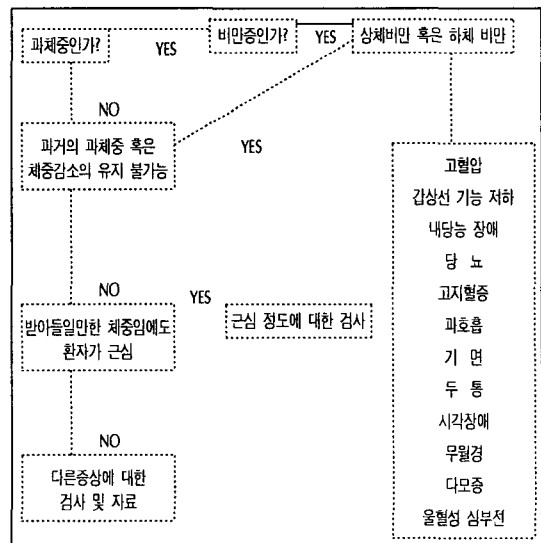 과체중인가?
YES
비만증인가?
YES
상체비만 혹은 하체 비만
NO
과거의 과체중 혹은
체중감소의 유지 불가능
YES
고혈압
갑상선 기능 저하
내당능 장애
당 뇨
고지혈증
과호흡
기 면
두 통
시각장애
무월경
다모증
울혈성 심부전
NO
받아들일만한 체중임에도
환자가 근심
YES
근심 정도에 대한 검사
NO
다른증상에 대한
검사 및 자료